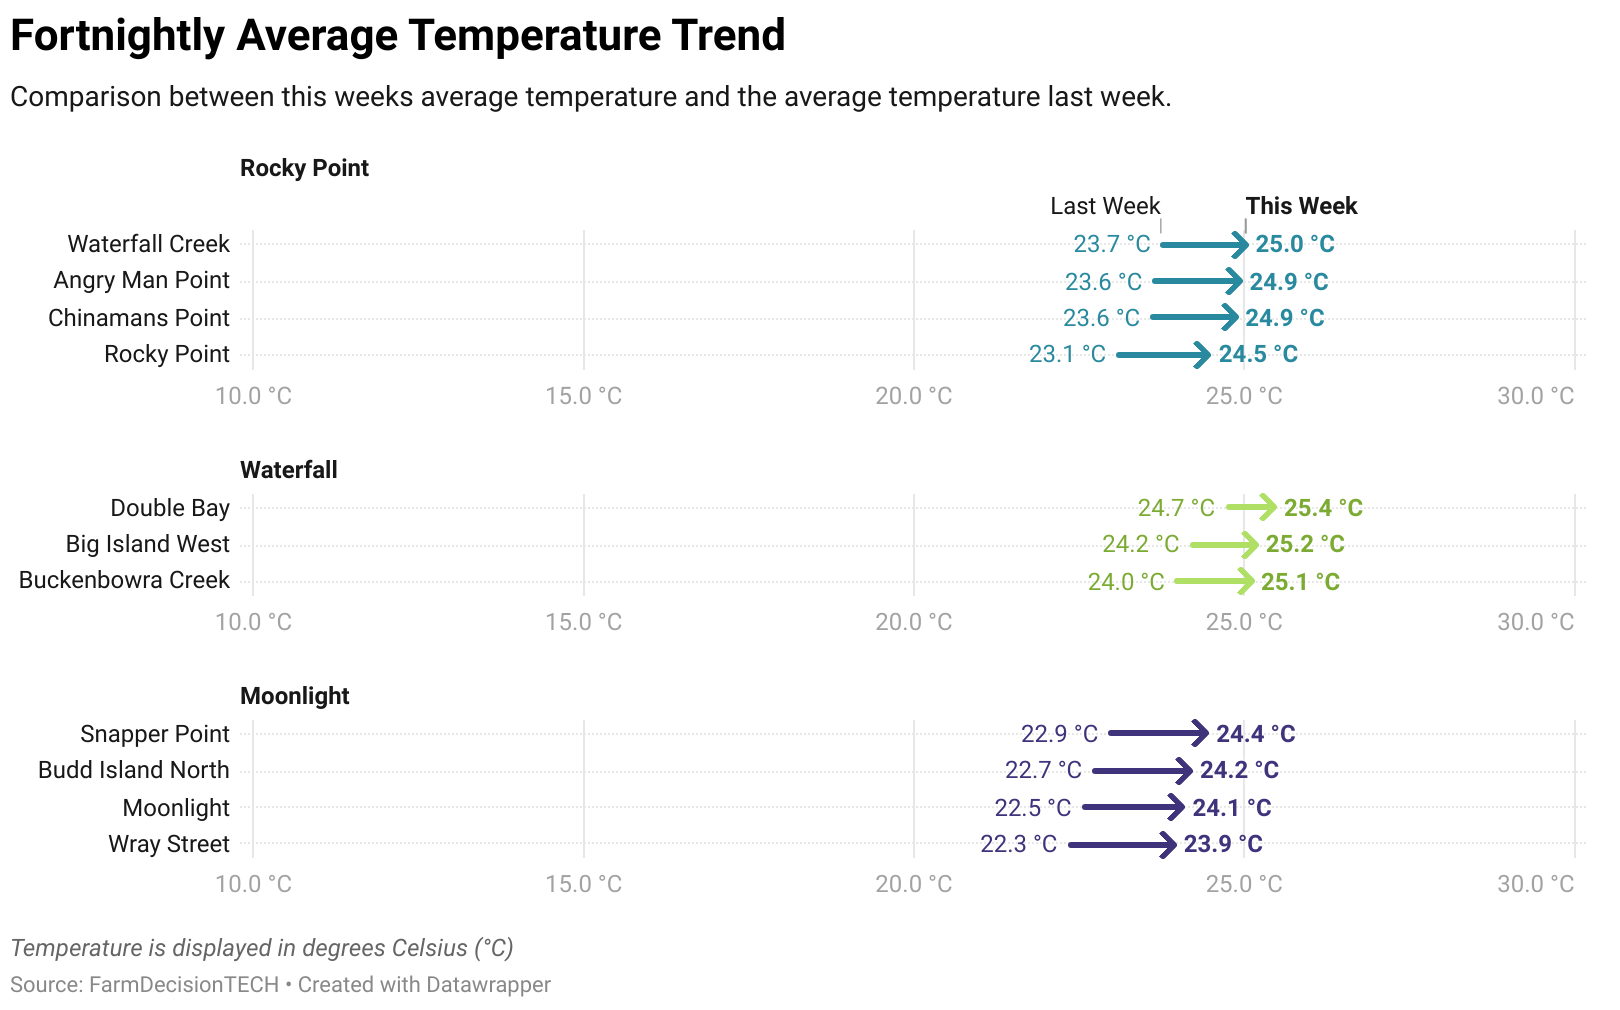 Fortnightly Average Temperature Trend
Comparison between this weeks average temperature and the average temperature last week.
Rocky Point
Last Week This Week
Waterfall Creek 23.7 °C 25.0 °C
Angry Man Point 23.6 °C 24.9 °C
Chinamans Point 23.6 °C 24.9 °C
Rocky Point 23.1 °C 24.5 °C
10.0 °C 15.0 °C 20.0 °C 25.0 °C 30.0 °C
Waterfall
Double Bay 24.7 °C 25.4 °C
Big Island West 24.2 °C 25.2 °C
Buckenbowra Creek 24.0 °C 25.1 °C
10.0 °C 15.0 °C 20.0 °C 25.0 °C 30.0 °C
Moonlight
Snapper Point 22.9 °C 24.4 °C
Budd Island North 22.7 °C 24.2 °C
Moonlight 22.5 °C 24.1 °C
Wray Street 22.3 °C 23.9 °C
10.0 °C 15.0 °C 20.0 °C 25.0 °C 30.0 °C
Temperature is displayed in degrees Celsius (°C)
Source: FarmDecisionTECH • Created with Datawrapper